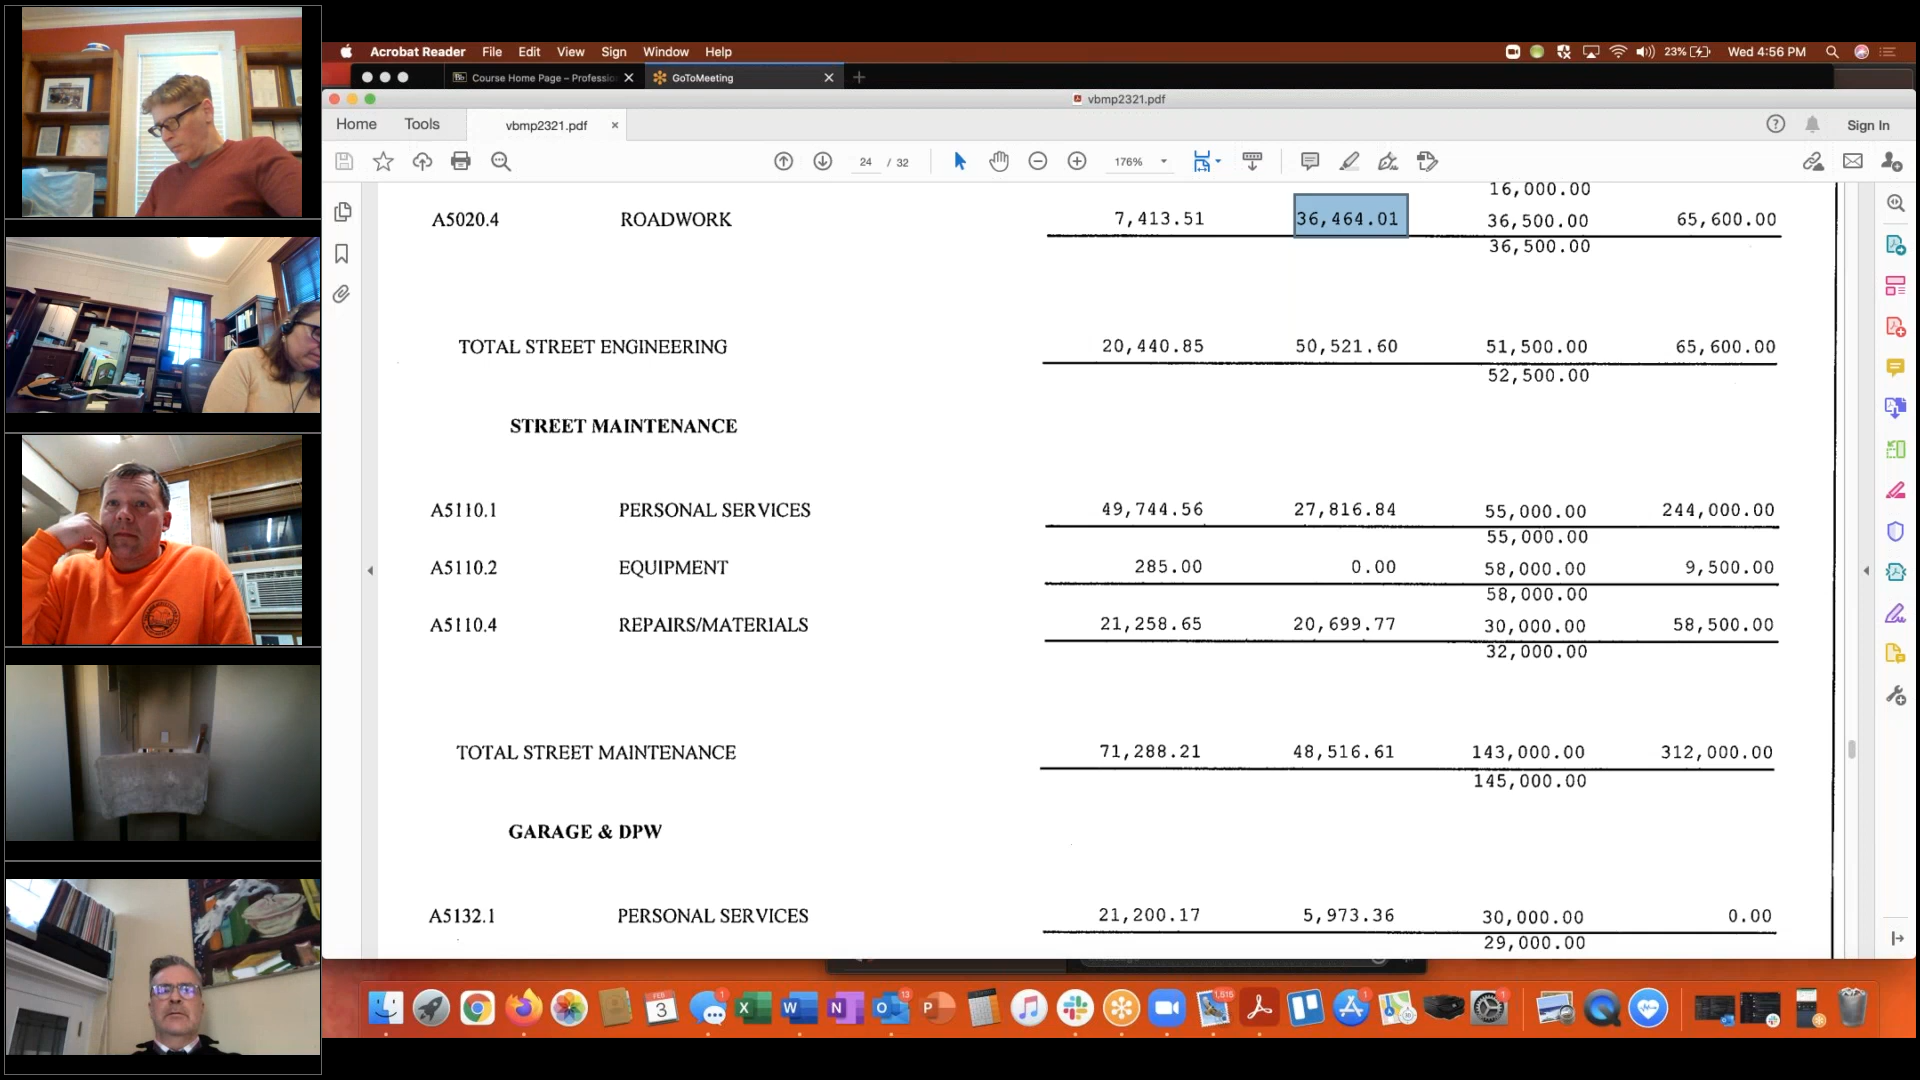 Acrobat Reader File Edit View Sign Window Help 23% Wed 4:56 PM
Course Home Page – Professio GoToMeeting
vbmp2321.pdf
Home Tools vbmp2321.pdf Sign In
24 / 32 176%
16,000.00
A5020.4 ROADWORK 7,413.51 36,464.01 36,500.00 65,600.00
36,500.00
TOTAL STREET ENGINEERING 20,440.85 50,521.60 51,500.00 65,600.00
52,500.00
STREET MAINTENANCE
A5110.1 PERSONAL SERVICES 49,744.56 27,816.84 55,000.00 244,000.00
55,000.00
A5110.2 EQUIPMENT 285.00 0.00 58,000.00 9,500.00
58,000.00
A5110.4 REPAIRS/MATERIALS 21,258.65 20,699.77 30,000.00 58,500.00
32,000.00
TOTAL STREET MAINTENANCE 71,288.21 48,516.61 143,000.00 312,000.00
145,000.00
GARAGE & DPW
A5132.1 PERSONAL SERVICES 21,200.17 5,973.36 30,000.00 0.00
29,000.00
FEB
3
1
13
1,515
1
1